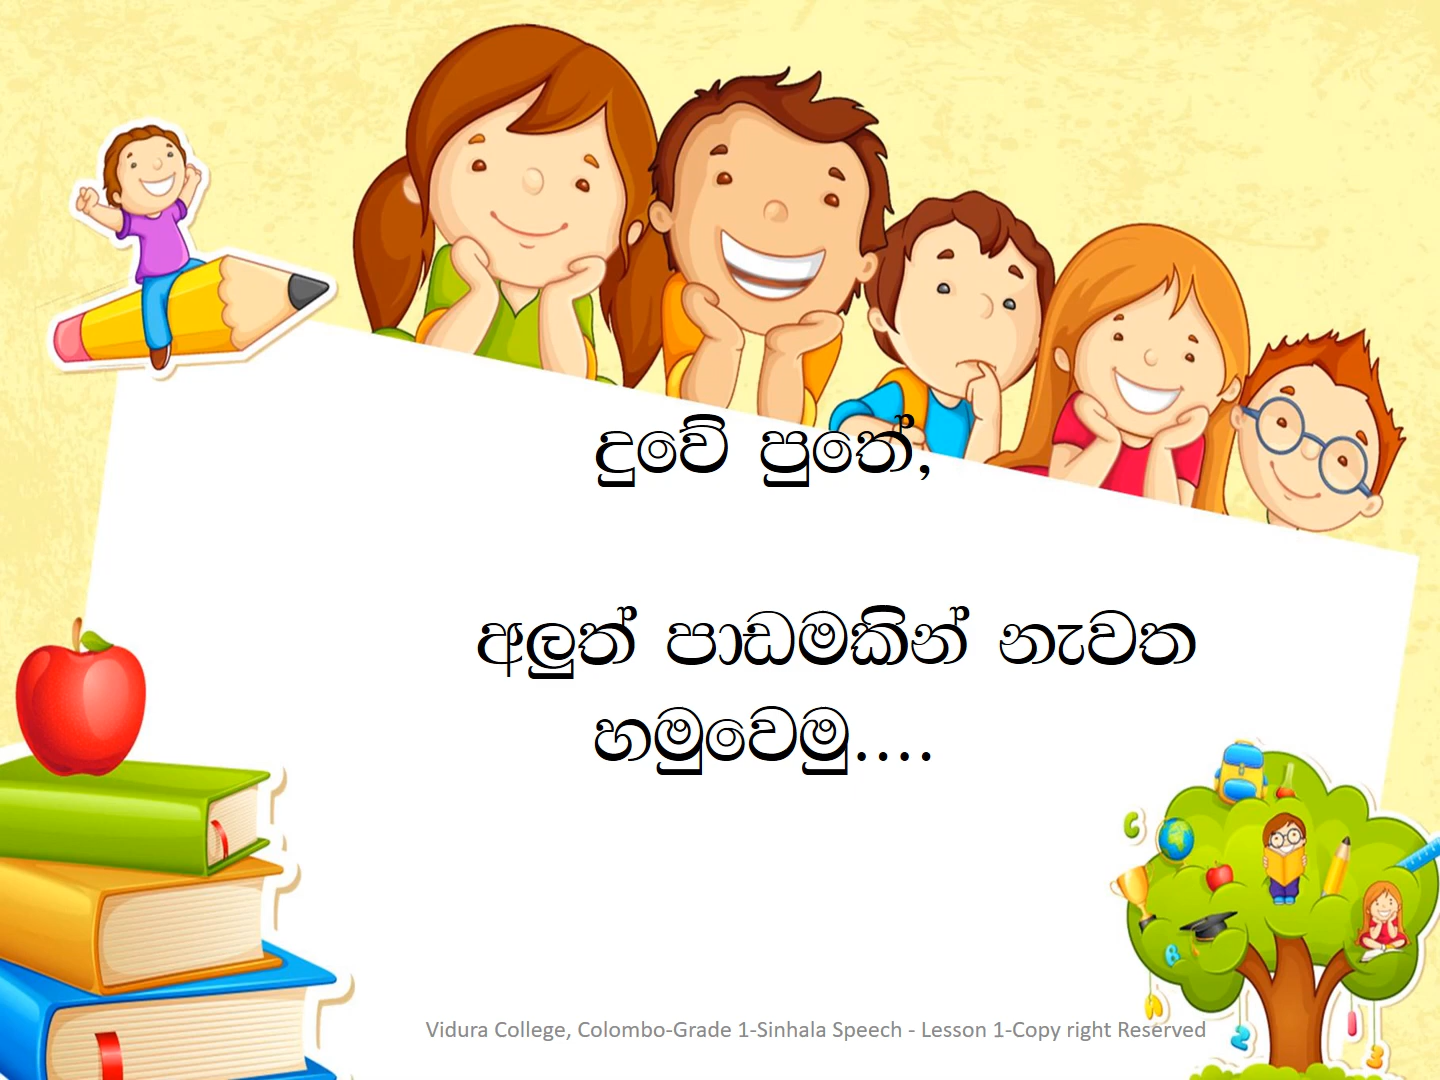 දුවේ පුතේ,
අලුත් පාඩමකින් නැවත
හමුවෙමු....
Vidura College, Colombo-Grade 1-Sinhala Speech - Lesson 1-Copy right Reserved